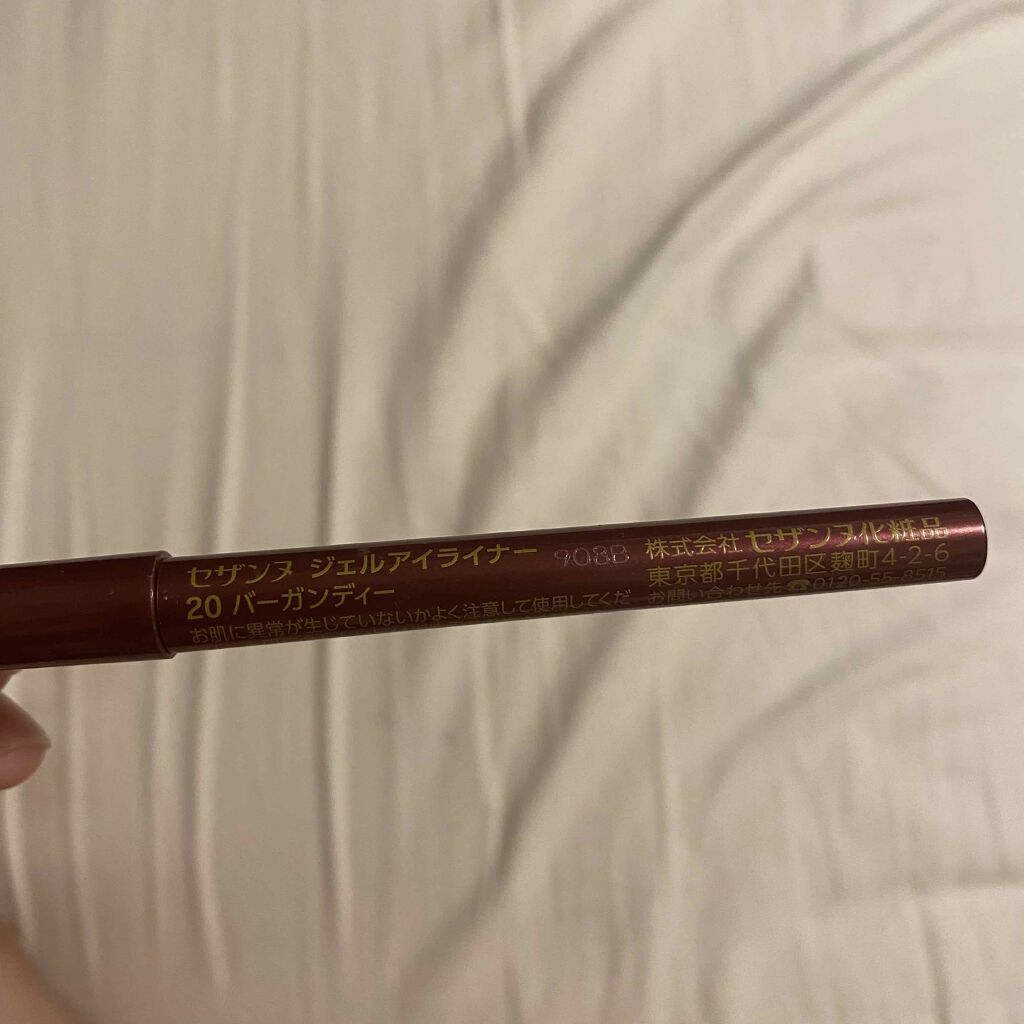 セザンヌ ジェルアイライナー
20 バーガンディー
お肌に異常が生じていないかよく注意して使用してくだ
908B
株式会社 セザンヌ化粧品
東京都千代田区麹町4-2-6
お問い合わせ先☎0120-55-8515